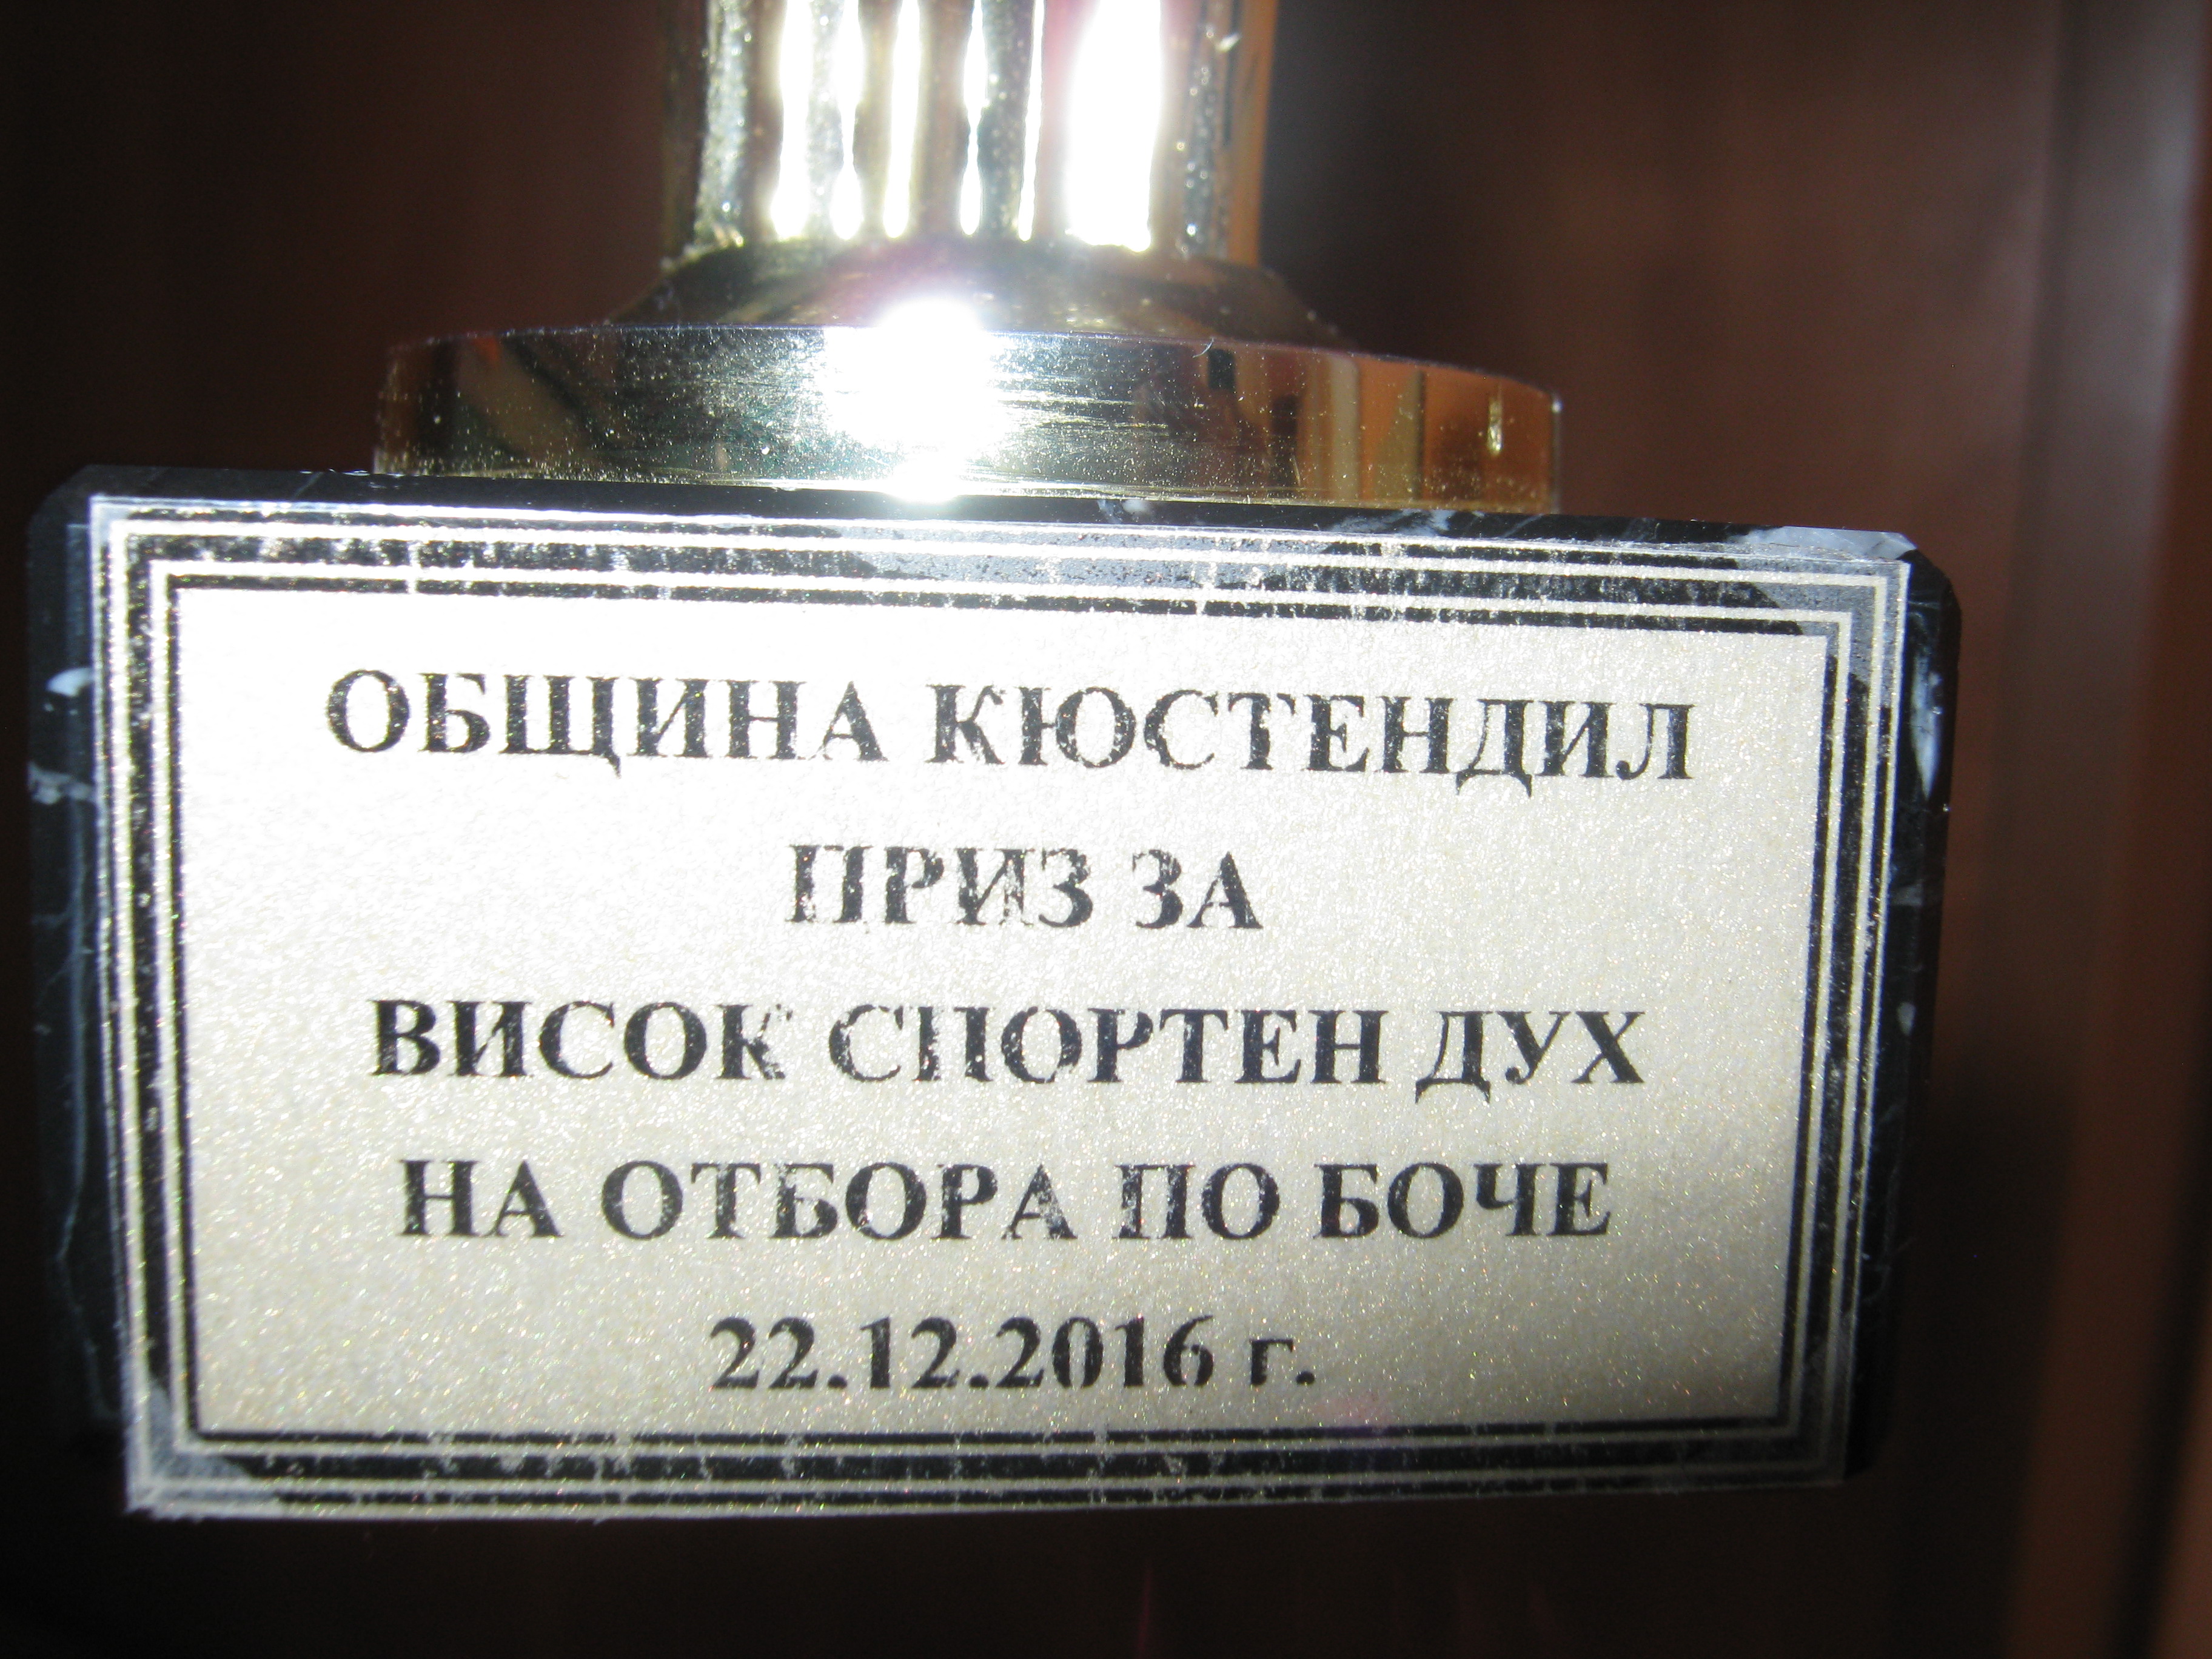 ОБЩИНА КЮСТЕНДИЛ
ПРИЗ ЗА
ВИСОК СПОРТЕН ДУХ
НА ОТБОРА ПО БОЧЕ
22.12.2016 г.